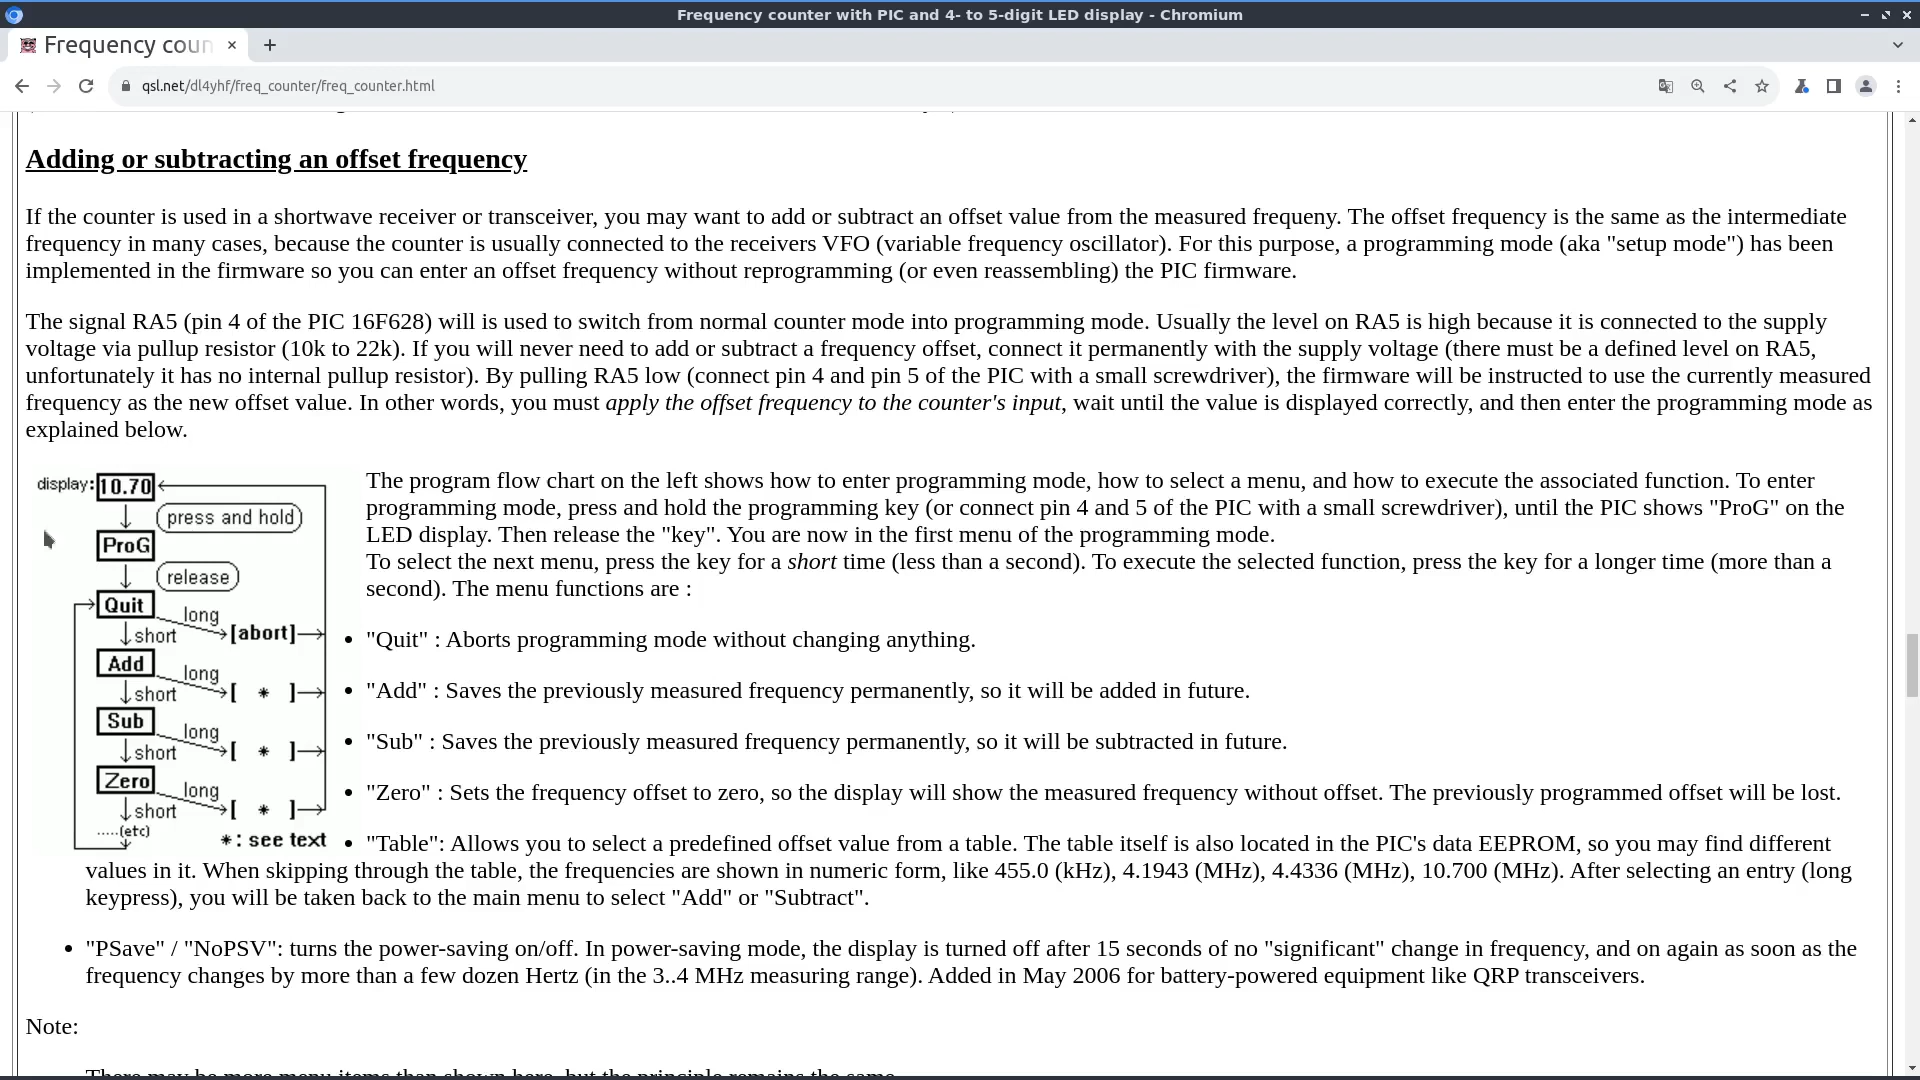 Frequency counter with PIC and 4- to 5-digit LED display - Chromium
Frequency coun
qsl.net/dl4yhf/freq_counter/freq_counter.html
Adding or subtracting an offset frequency
If the counter is used in a shortwave receiver or transceiver, you may want to add or subtract an offset value from the measured frequeny. The offset frequency is the same as the intermediate
frequency in many cases, because the counter is usually connected to the receivers VFO (variable frequency oscillator). For this purpose, a programming mode (aka "setup mode") has been
implemented in the firmware so you can enter an offset frequency without reprogramming (or even reassembling) the PIC firmware.
The signal RA5 (pin 4 of the PIC 16F628) will is used to switch from normal counter mode into programming mode. Usually the level on RA5 is high because it is connected to the supply
voltage via pullup resistor (10k to 22k). If you will never need to add or subtract a frequency offset, connect it permanently with the supply voltage (there must be a defined level on RA5,
unfortunately it has no internal pullup resistor). By pulling RA5 low (connect pin 4 and pin 5 of the PIC with a small screwdriver), the firmware will be instructed to use the currently measured
frequency as the new offset value. In other words, you must apply the offset frequency to the counter's input, wait until the value is displayed correctly, and then enter the programming mode as
explained below.
display: 10.70
press and hold
ProG
release
Quit
long
short
[abort]
Add
long
short
[ * ]
Sub
long
short
[ * ]
Zero
long
short
[ * ]
.....(etc)
*: see text
The program flow chart on the left shows how to enter programming mode, how to select a menu, and how to execute the associated function. To enter
programming mode, press and hold the programming key (or connect pin 4 and 5 of the PIC with a small screwdriver), until the PIC shows "ProG" on the
LED display. Then release the "key". You are now in the first menu of the programming mode.
To select the next menu, press the key for a short time (less than a second). To execute the selected function, press the key for a longer time (more than a
second). The menu functions are :
• "Quit" : Aborts programming mode without changing anything.
• "Add" : Saves the previously measured frequency permanently, so it will be added in future.
• "Sub" : Saves the previously measured frequency permanently, so it will be subtracted in future.
• "Zero" : Sets the frequency offset to zero, so the display will show the measured frequency without offset. The previously programmed offset will be lost.
• "Table": Allows you to select a predefined offset value from a table. The table itself is also located in the PIC's data EEPROM, so you may find different
values in it. When skipping through the table, the frequencies are shown in numeric form, like 455.0 (kHz), 4.1943 (MHz), 4.4336 (MHz), 10.700 (MHz). After selecting an entry (long
keypress), you will be taken back to the main menu to select "Add" or "Subtract".
• "PSave" / "NoPSV": turns the power-saving on/off. In power-saving mode, the display is turned off after 15 seconds of no "significant" change in frequency, and on again as soon as the
frequency changes by more than a few dozen Hertz (in the 3..4 MHz measuring range). Added in May 2006 for battery-powered equipment like QRP transceivers.
Note:
There may be more menu items than shown here, but the principle remains the same.